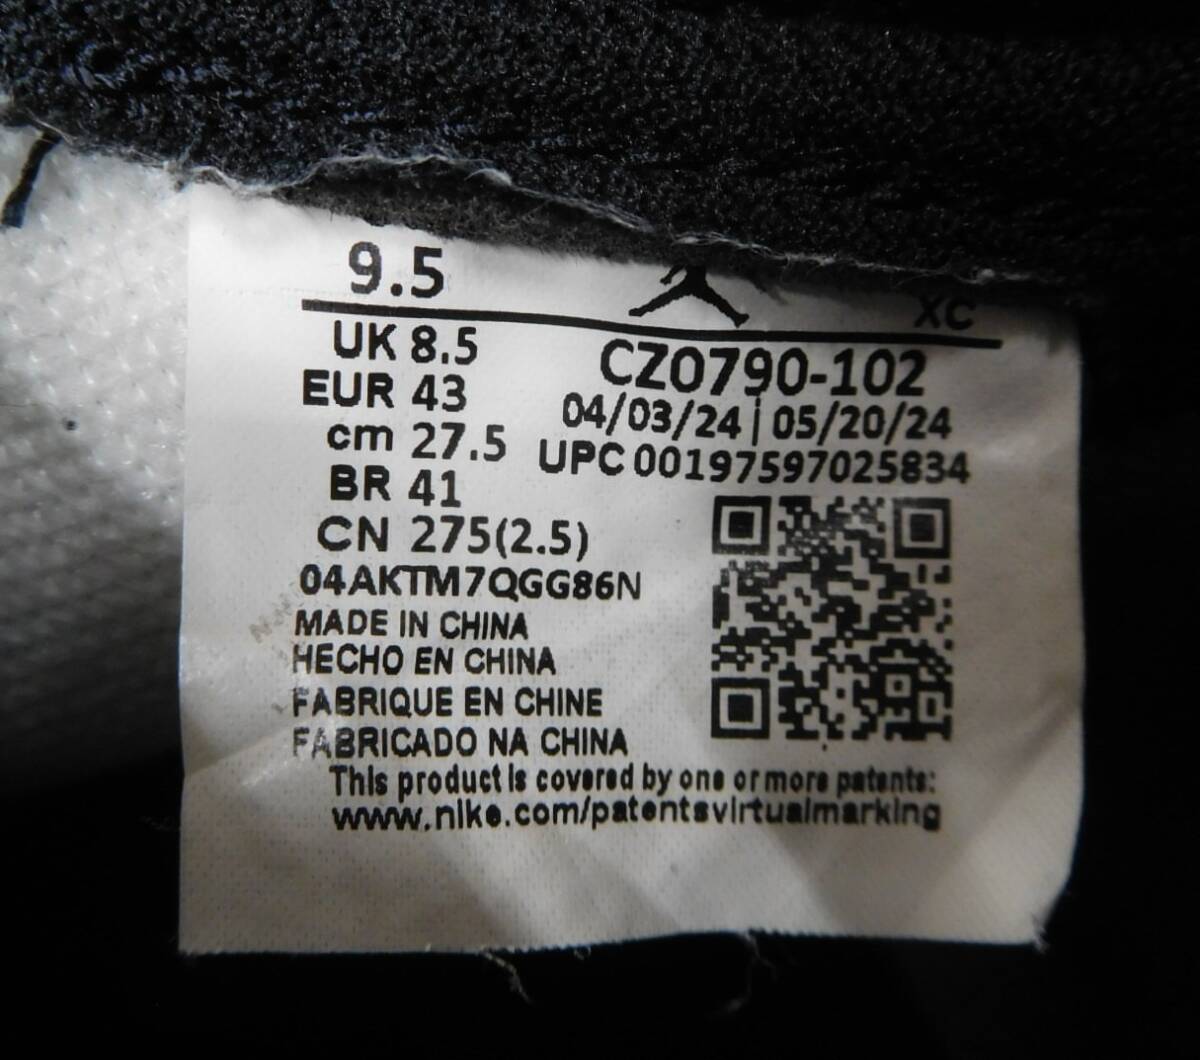 9.5
XC
UK 8.5
CZ0790-102
EUR 43
04/03/24 | 05/20/24
cm 27.5
UPC 00197597025834
BR 41
CN 275(2.5)
04AKTM7QGG86N
MADE IN CHINA
HECHO EN CHINA
FABRIQUE EN CHINE
FABRICADO NA CHINA
This product is covered by one or more patents:
www.nike.com/patentsvirtualmarking